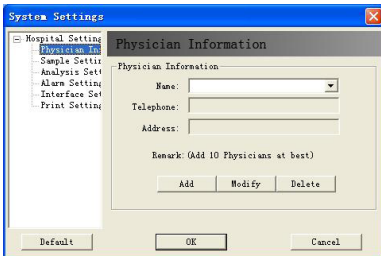 System Settings
Hospital Setting
Physician In
Sample Settin
Analysis Sett
Alarm Setting
Interface Set
Print Setting
Physician Information
Physician Information
Name:
Telephone:
Address:
Remark:(Add 10 Physicians at best)
Add Modify Delete
Default OK Cancel